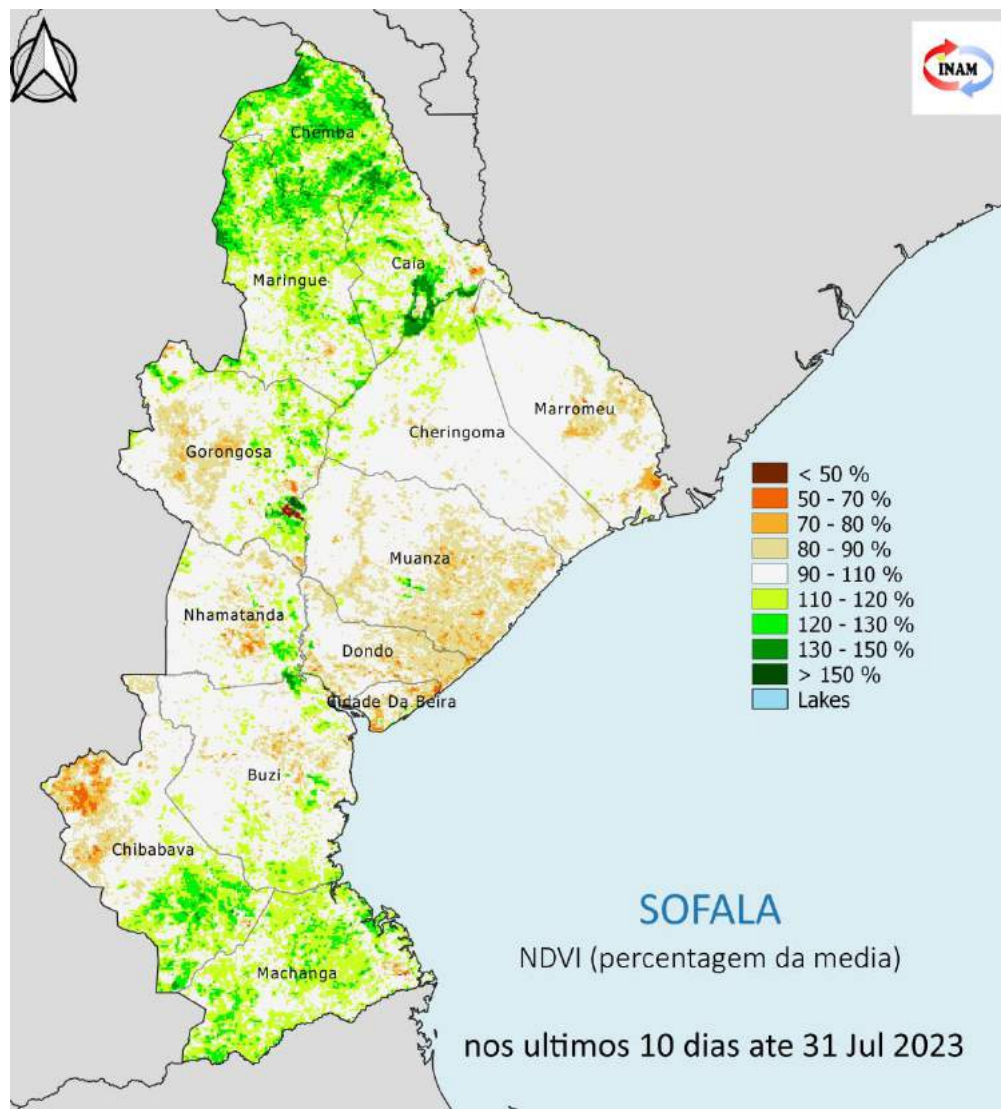 INAM
Chemba
Caia
Maringue
Marromeu
Cheringoma
Gorongosa
< 50 %
50 - 70 %
70 - 80 %
80 - 90 %
90 - 110 %
110 - 120 %
120 - 130 %
130 - 150 %
> 150 %
Lakes
Muanza
Nhamatanda
Dondo
Cidade Da Beira
Buzi
Chibabava
Machanga
SOFALA
NDVI (percentagem da media)
nos ultimos 10 dias ate 31 Jul 2023